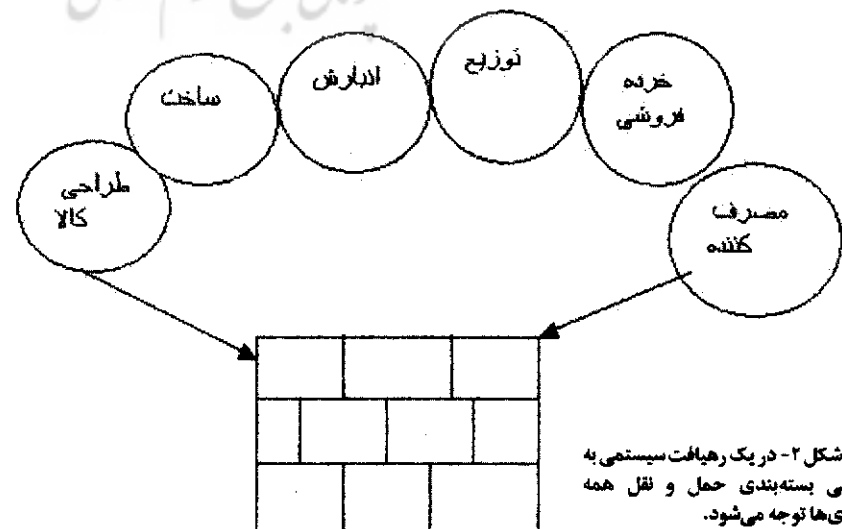 طراحی
کالا
ساخت
انبارش
توزیع
خرده
فروشی
مصرف
کننده
شکل ۲- در یک رهیافت سیستمی به
ی بسته‌بندی حمل و نقل همه
ی‌ها توجه می‌شود.